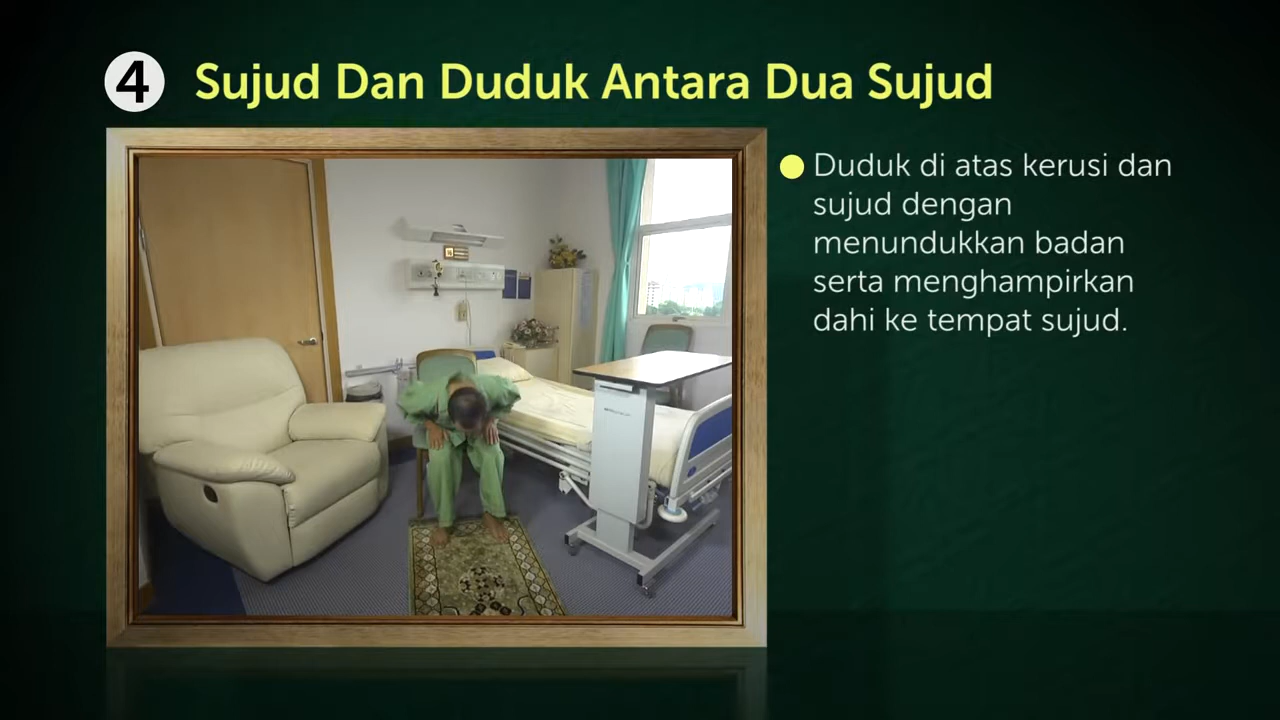 4 Sujud Dan Duduk Antara Dua Sujud
Duduk di atas kerusi dan
sujud dengan
menundukkan badan
serta menghampirkan
dahi ke tempat sujud.